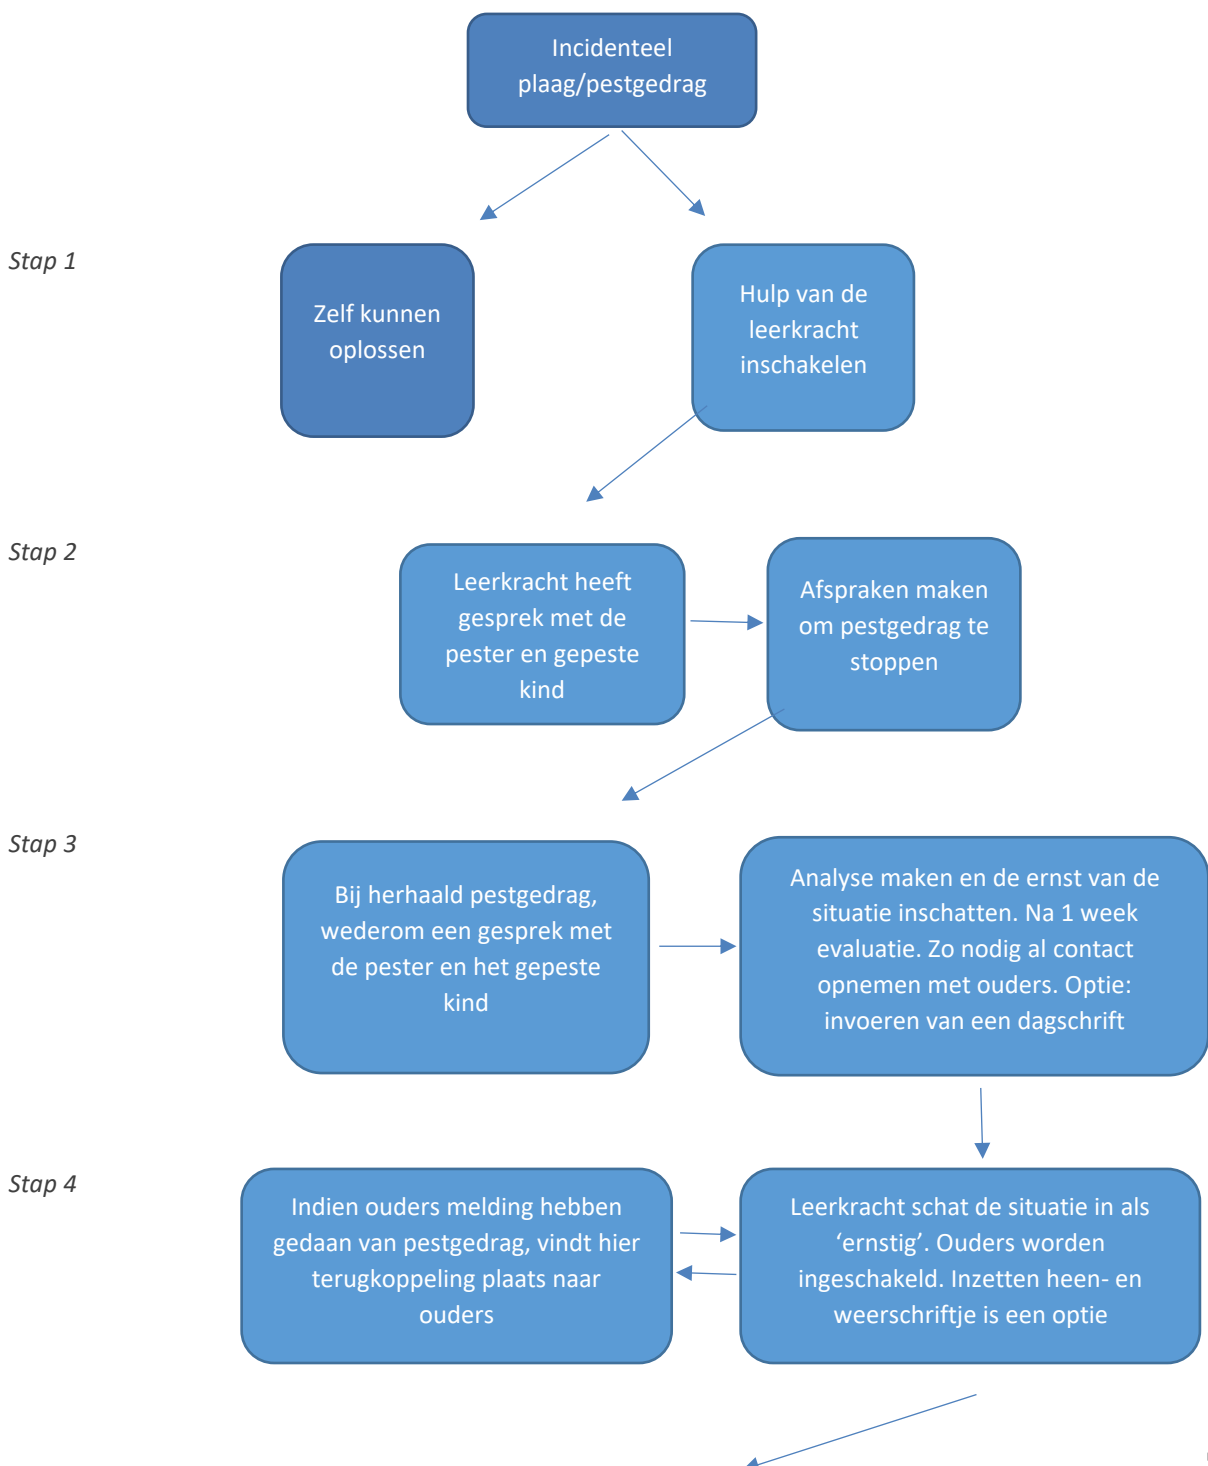 Incidenteel
plaag/pestgedrag
Stap 1
Zelf kunnen
oplossen
Hulp van de
leerkracht
inschakelen
Stap 2
Leerkracht heeft
gesprek met de
pester en gepeste
kind
Afspraken maken
om pestgedrag te
stoppen
Stap 3
Bij herhaald pestgedrag,
wederom een gesprek met
de pester en het gepeste
kind
Analyse maken en de ernst van de
situatie inschatten. Na 1 week
evaluatie. Zo nodig al contact
opnemen met ouders. Optie:
invoeren van een dagschrift
Stap 4
Indien ouders melding hebben
gedaan van pestgedrag, vindt hier
terugkoppeling plaats naar
ouders
Leerkracht schat de situatie in als
‘ernstig’. Ouders worden
ingeschakeld. Inzetten heen- en
weerschriftje is een optie